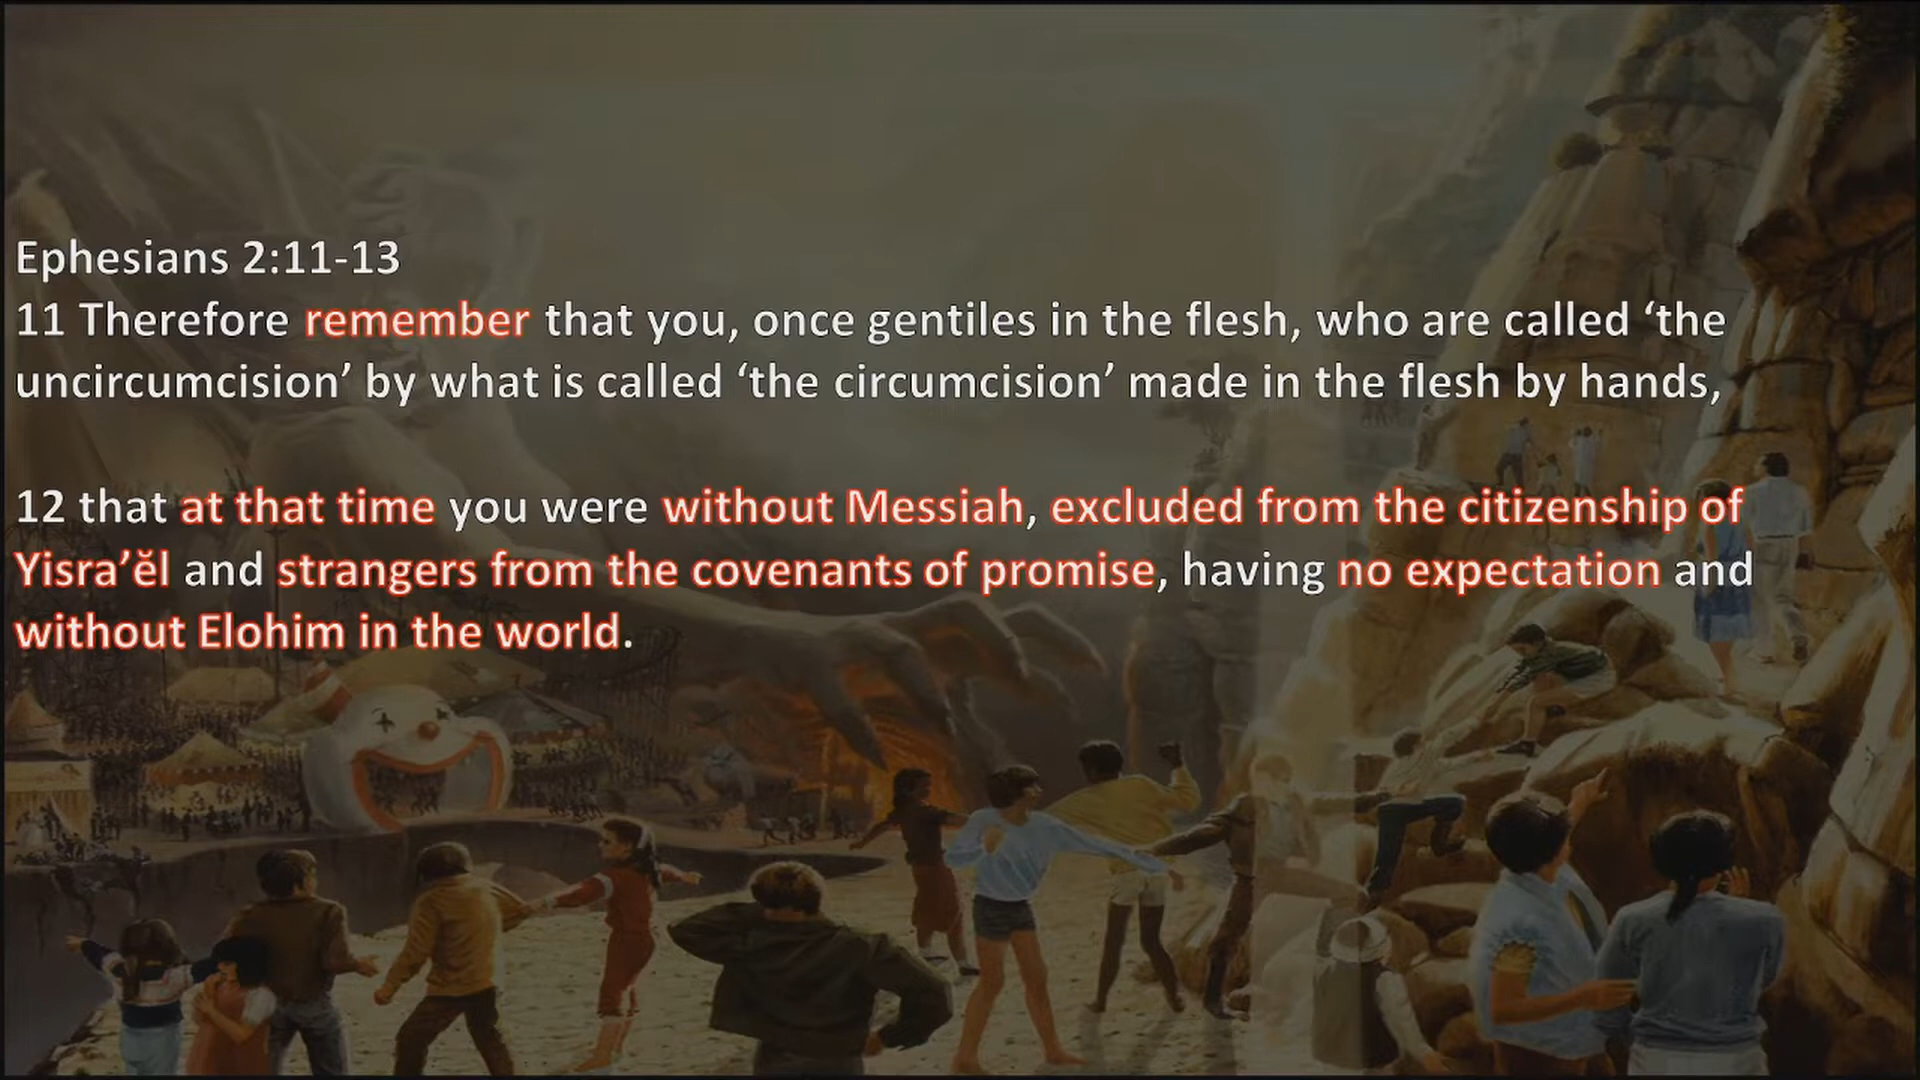 Ephesians 2:11-13
11 Therefore remember that you, once gentiles in the flesh, who are called ‘the
uncircumcision’ by what is called ‘the circumcision’ made in the flesh by hands,
12 that at that time you were without Messiah, excluded from the citizenship of
Yisra’ĕl and strangers from the covenants of promise, having no expectation and
without Elohim in the world.